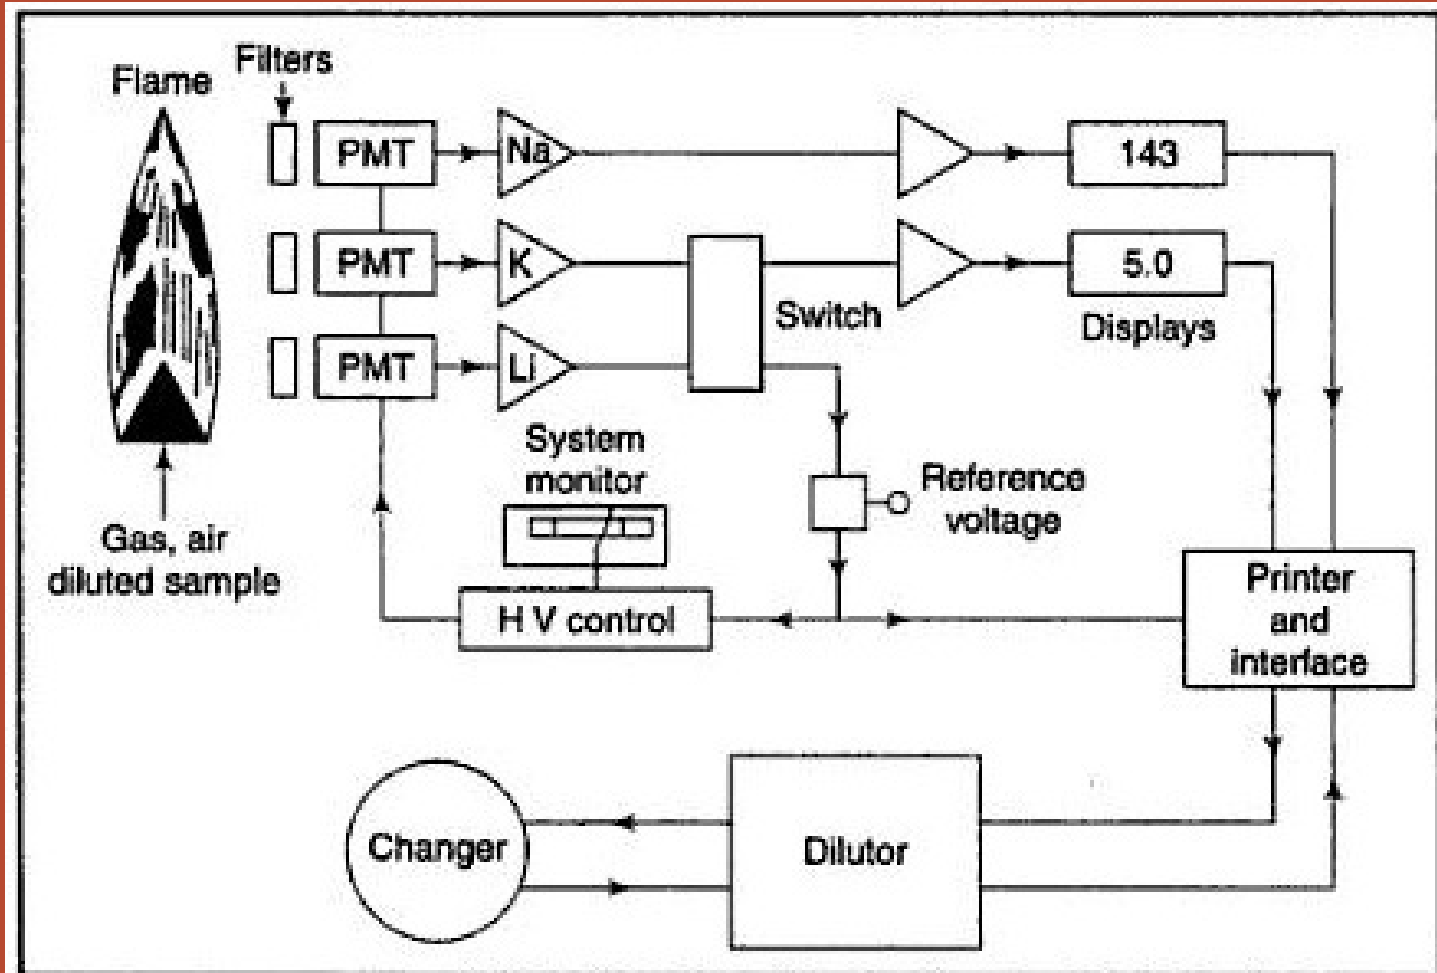 Flame
Filters
PMT
Na
143
PMT
K
5.0
Switch
Displays
PMT
Li
System
monitor
Reference
voltage
Gas, air
diluted sample
H V control
Printer
and
interface
Changer
Dilutor